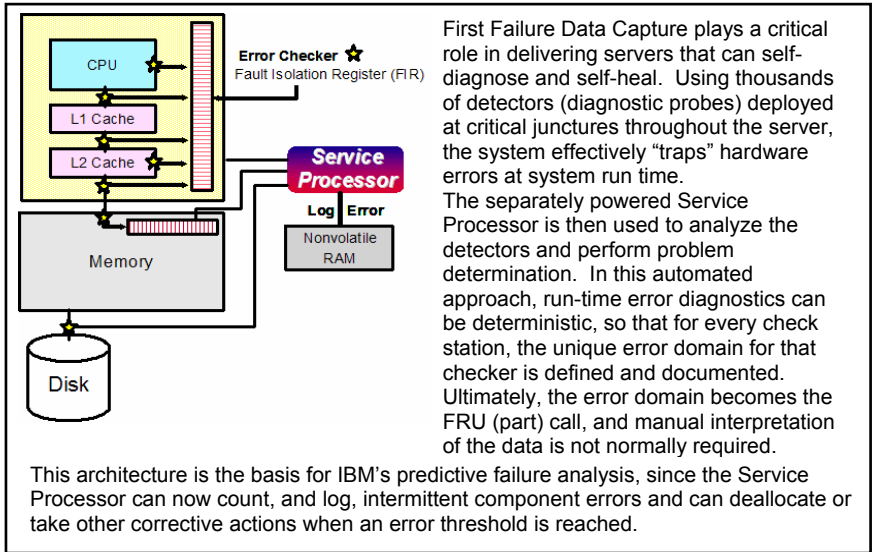 CPU
L1 Cache
L2 Cache
Error Checker
Fault Isolation Register (FIR)
Service
Processor
Log Error
Nonvolatile
RAM
Memory
Disk
First Failure Data Capture plays a critical
role in delivering servers that can self-
diagnose and self-heal. Using thousands
of detectors (diagnostic probes) deployed
at critical junctures throughout the server,
the system effectively “traps” hardware
errors at system run time.
The separately powered Service
Processor is then used to analyze the
detectors and perform problem
determination. In this automated
approach, run-time error diagnostics can
be deterministic, so that for every check
station, the unique error domain for that
checker is defined and documented.
Ultimately, the error domain becomes the
FRU (part) call, and manual interpretation
of the data is not normally required.
This architecture is the basis for IBM’s predictive failure analysis, since the Service
Processor can now count, and log, intermittent component errors and can deallocate or
take other corrective actions when an error threshold is reached.